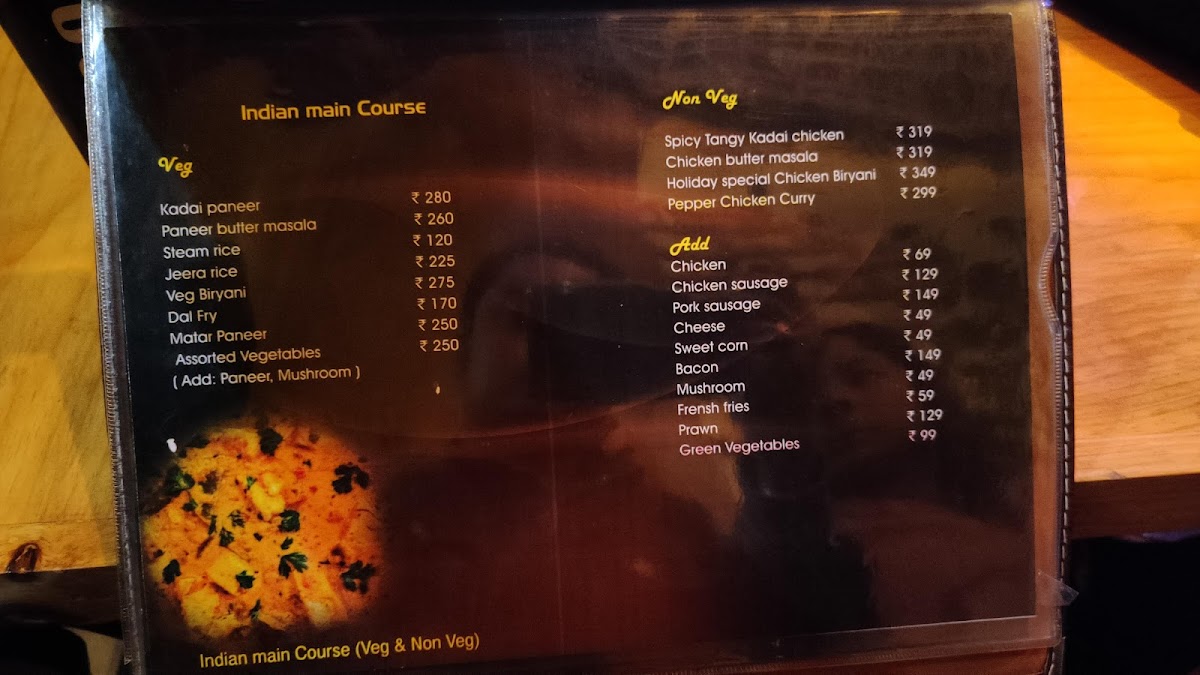 Indian main Course
Veg
Kadai paneer ₹ 280
Paneer butter masala ₹ 260
Steam rice ₹ 120
Jeera rice ₹ 225
Veg Biryani ₹ 275
Dal Fry ₹ 170
Matar Paneer ₹ 250
Assorted Vegetables ₹ 250
( Add: Paneer, Mushroom )
Indian main Course (Veg & Non Veg)
Non Veg
Spicy Tangy Kadai chicken ₹ 319
Chicken butter masala ₹ 319
Holiday special Chicken Biryani ₹ 349
Pepper Chicken Curry ₹ 299
Add
Chicken ₹ 69
Chicken sausage ₹ 129
Pork sausage ₹ 149
Cheese ₹ 49
Sweet corn ₹ 49
Bacon ₹ 149
Mushroom ₹ 49
Frensh fries ₹ 59
Prawn ₹ 129
Green Vegetables ₹ 99